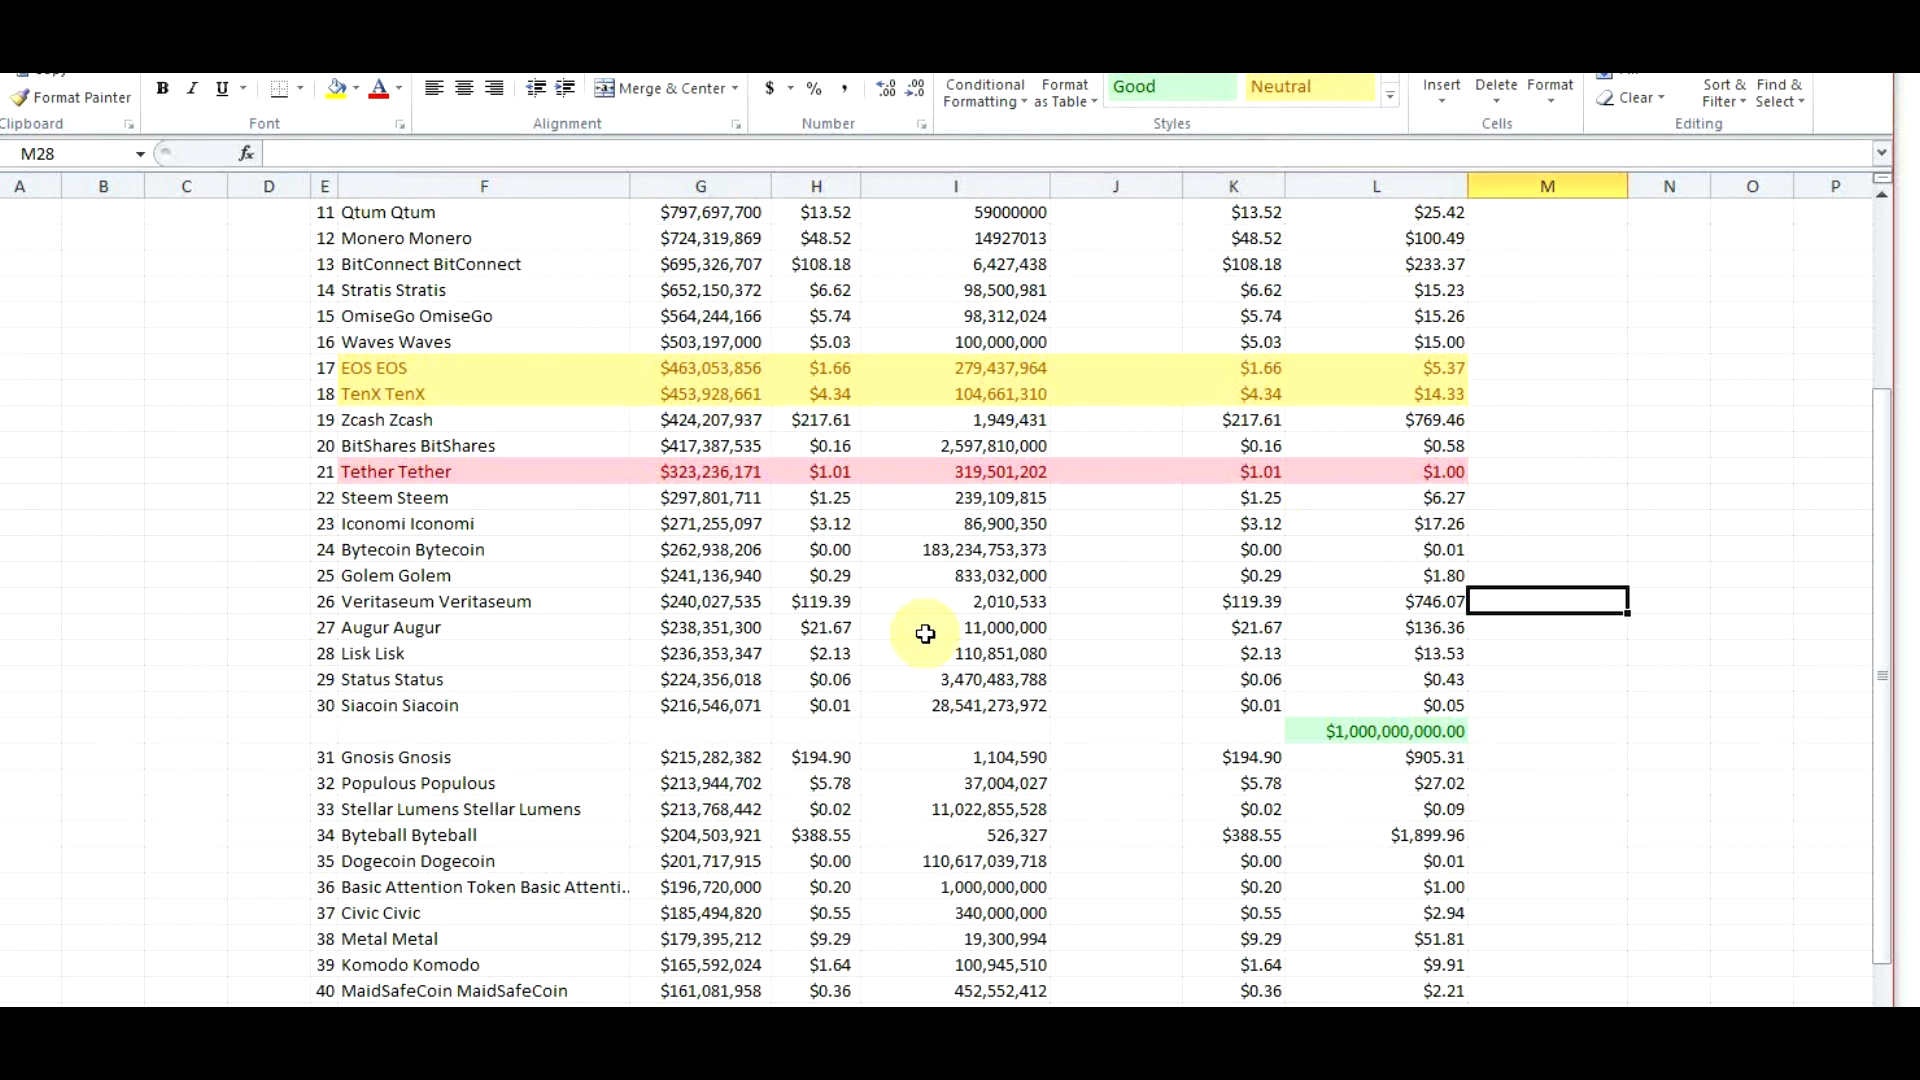 Format Painter
B I U
Merge & Center
$ % ,
Conditional Formatting
Format as Table
Good
Neutral
Insert
Delete
Format
Clear
Sort & Filter
Find & Select
Clipboard
Font
Alignment
Number
Styles
Cells
Editing
M28
fx
A B C D E F G H I J K L M N O P
11 Qtum Qtum $797,697,700 $13.52 59000000 $13.52 $25.42
12 Monero Monero $724,319,869 $48.52 14927013 $48.52 $100.49
13 BitConnect BitConnect $695,326,707 $108.18 6,427,438 $108.18 $233.37
14 Stratis Stratis $652,150,372 $6.62 98,500,981 $6.62 $15.23
15 OmiseGo OmiseGo $564,244,166 $5.74 98,312,024 $5.74 $15.26
16 Waves Waves $503,197,000 $5.03 100,000,000 $5.03 $15.00
17 EOS EOS $463,053,856 $1.66 279,437,964 $1.66 $5.37
18 TenX TenX $453,928,661 $4.34 104,661,310 $4.34 $14.33
19 Zcash Zcash $424,207,937 $217.61 1,949,431 $217.61 $769.46
20 BitShares BitShares $417,387,535 $0.16 2,597,810,000 $0.16 $0.58
21 Tether Tether $323,236,171 $1.01 319,501,202 $1.01 $1.00
22 Steem Steem $297,801,711 $1.25 239,109,815 $1.25 $6.27
23 Iconomi Iconomi $271,255,097 $3.12 86,900,350 $3.12 $17.26
24 Bytecoin Bytecoin $262,938,206 $0.00 183,234,753,373 $0.00 $0.01
25 Golem Golem $241,136,940 $0.29 833,032,000 $0.29 $1.80
26 Veritaseum Veritaseum $240,027,535 $119.39 2,010,533 $119.39 $746.07
27 Augur Augur $238,351,300 $21.67 11,000,000 $21.67 $136.36
28 Lisk Lisk $236,353,347 $2.13 110,851,080 $2.13 $13.53
29 Status Status $224,356,018 $0.06 3,470,483,788 $0.06 $0.43
30 Siacoin Siacoin $216,546,071 $0.01 28,541,273,972 $0.01 $0.05
$1,000,000,000.00
31 Gnosis Gnosis $215,282,382 $194.90 1,104,590 $194.90 $905.31
32 Populous Populous $213,944,702 $5.78 37,004,027 $5.78 $27.02
33 Stellar Lumens Stellar Lumens $213,768,442 $0.02 11,022,855,528 $0.02 $0.09
34 Byteball Byteball $204,503,921 $388.55 526,327 $388.55 $1,899.96
35 Dogecoin Dogecoin $201,717,915 $0.00 110,617,039,718 $0.00 $0.01
36 Basic Attention Token Basic Attenti.. $196,720,000 $0.20 1,000,000,000 $0.20 $1.00
37 Civic Civic $185,494,820 $0.55 340,000,000 $0.55 $2.94
38 Metal Metal $179,395,212 $9.29 19,300,994 $9.29 $51.81
39 Komodo Komodo $165,592,024 $1.64 100,945,510 $1.64 $9.91
40 MaidSafeCoin MaidSafeCoin $161,081,958 $0.36 452,552,412 $0.36 $2.21